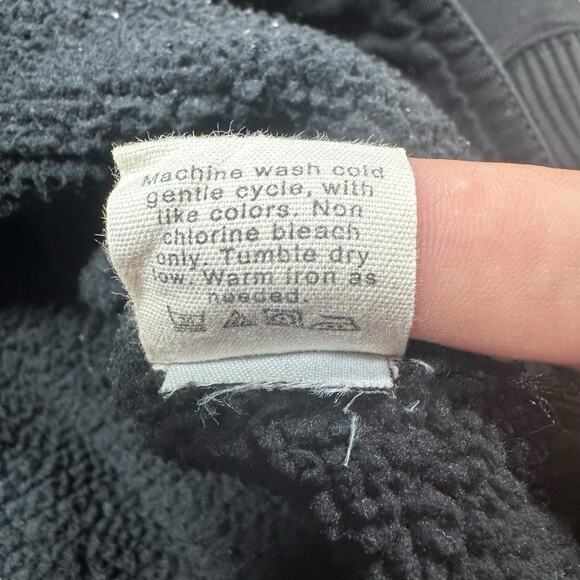 Machine wash cold
gentle cycle, with
like colors. Non
chlorine bleach
only. Tumble dry
low. Warm iron as
needed.